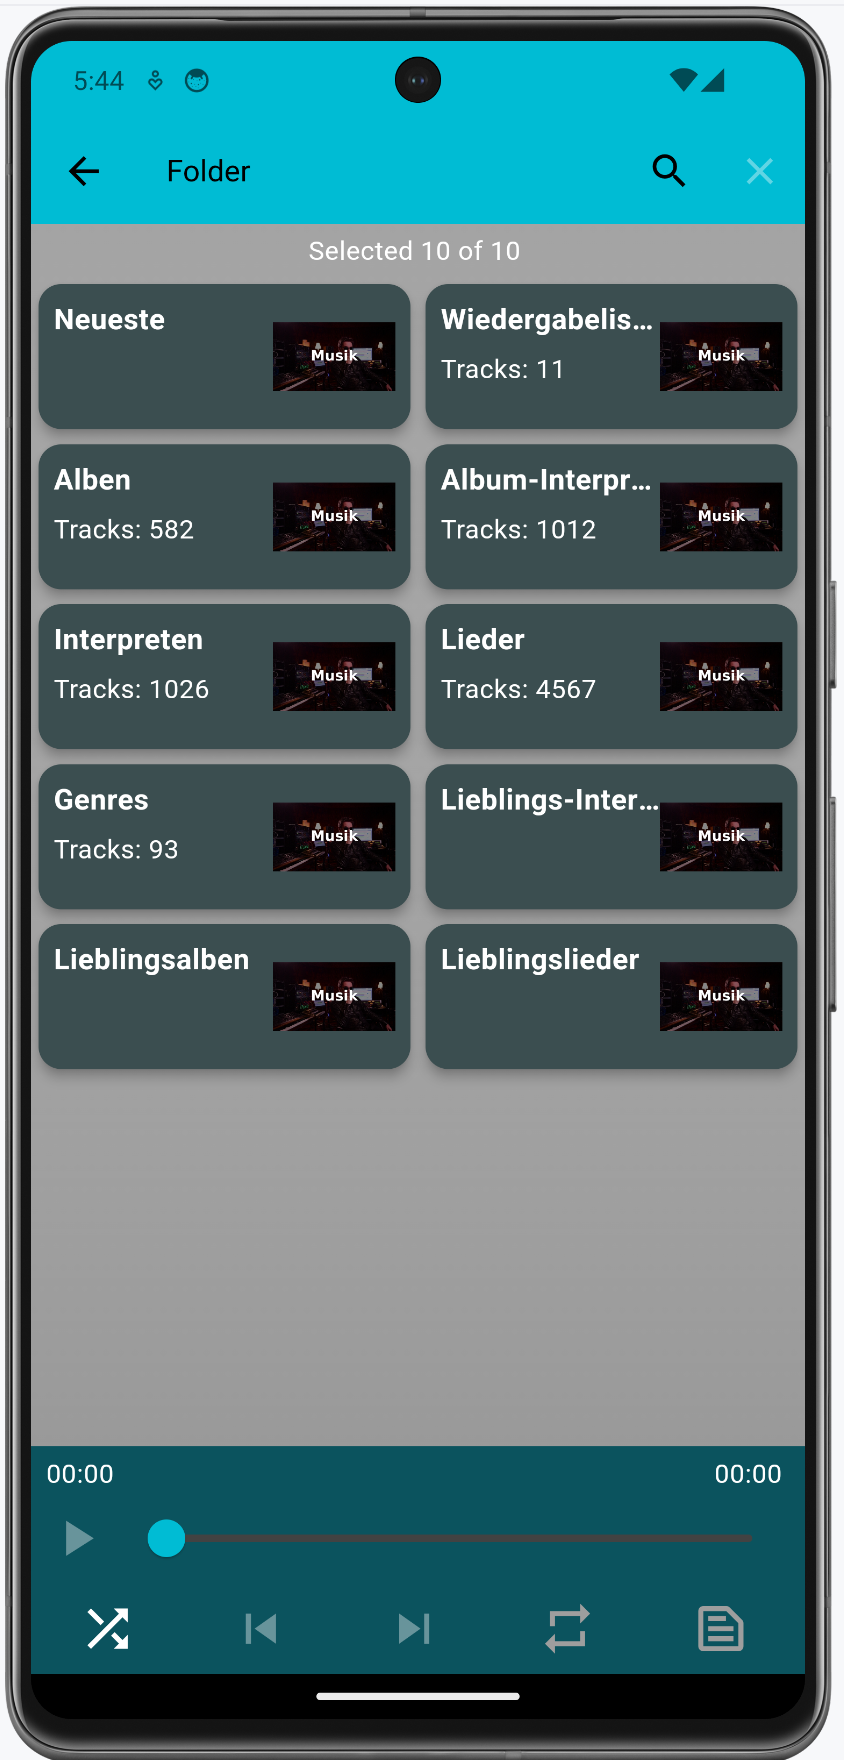 5:44
Folder
Selected 10 of 10
Neueste
Musik
Wiedergabelis...
Tracks: 11
Musik
Alben
Tracks: 582
Musik
Album-Interpr...
Tracks: 1012
Musik
Interpreten
Tracks: 1026
Musik
Lieder
Tracks: 4567
Musik
Genres
Tracks: 93
Musik
Lieblings-Inter...
Musik
Lieblingsalben
Musik
Lieblingslieder
Musik
00:00
00:00